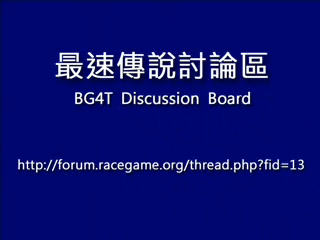 最速傳說討論區
BG4T Discussion Board
http://forum.racegame.org/thread.php?fid=13